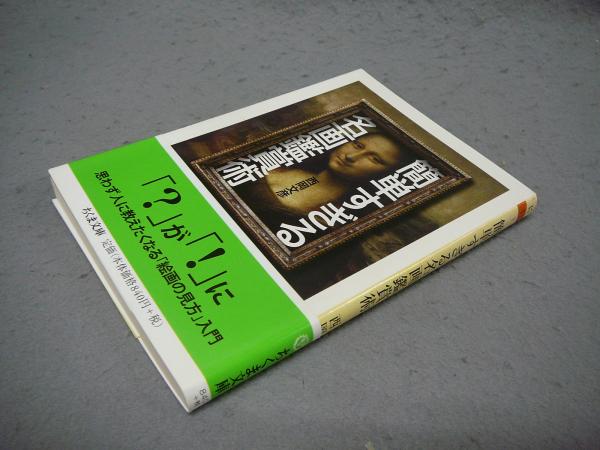 簡単すぎる
名画鑑賞術
西岡文彦
「?」が「!」に
思わず人に教えたくなる「絵画の見方」入門
ちくま文庫 定価(本体価格840円+税)
簡単すぎる名画鑑賞術 西
ちくま文庫